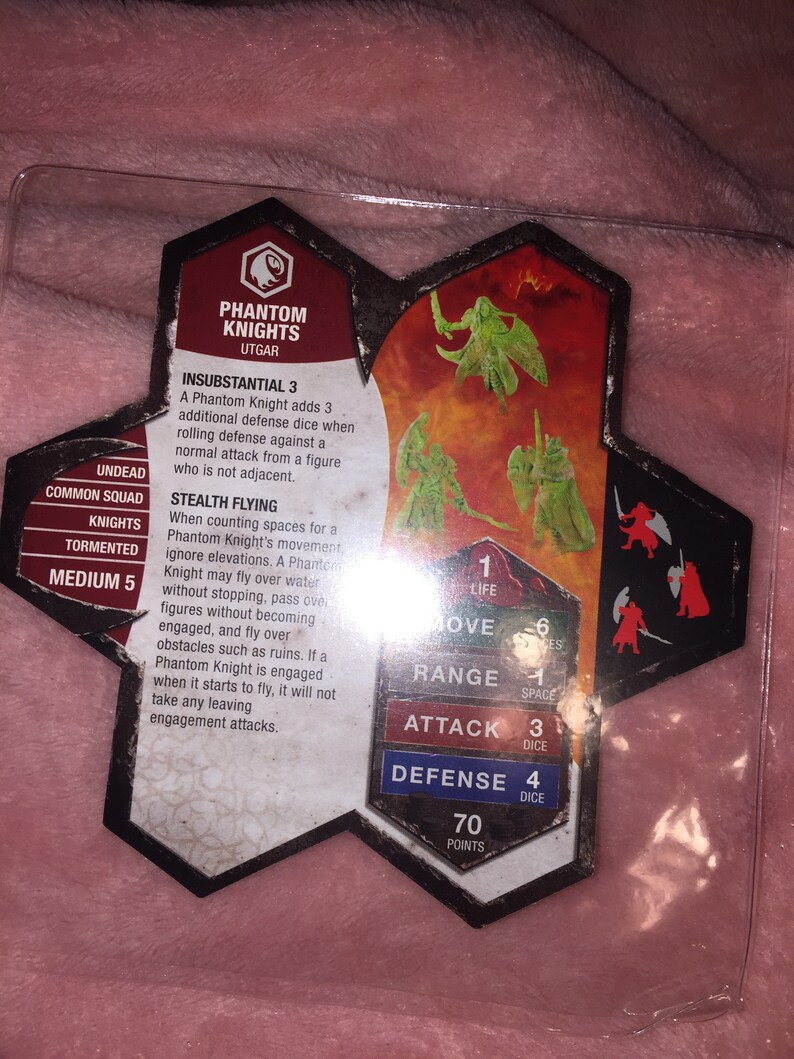 PHANTOM
KNIGHTS
UTGAR
INSUBSTANTIAL 3
A Phantom Knight adds 3
additional defense dice when
rolling defense against a
normal attack from a figure
who is not adjacent.
STEALTH FLYING
When counting spaces for a
Phantom Knight's movement,
ignore elevations. A Phantom
Knight may fly over water
without stopping, pass over
figures without becoming
engaged, and fly over
obstacles such as ruins. If a
Phantom Knight is engaged
when it starts to fly, it will not
take any leaving
engagement attacks.
UNDEAD
COMMON SQUAD
KNIGHTS
TORMENTED
MEDIUM 5
1
LIFE
MOVE 6
SPACES
RANGE 1
SPACE
ATTACK 3
DICE
DEFENSE 4
DICE
70
POINTS